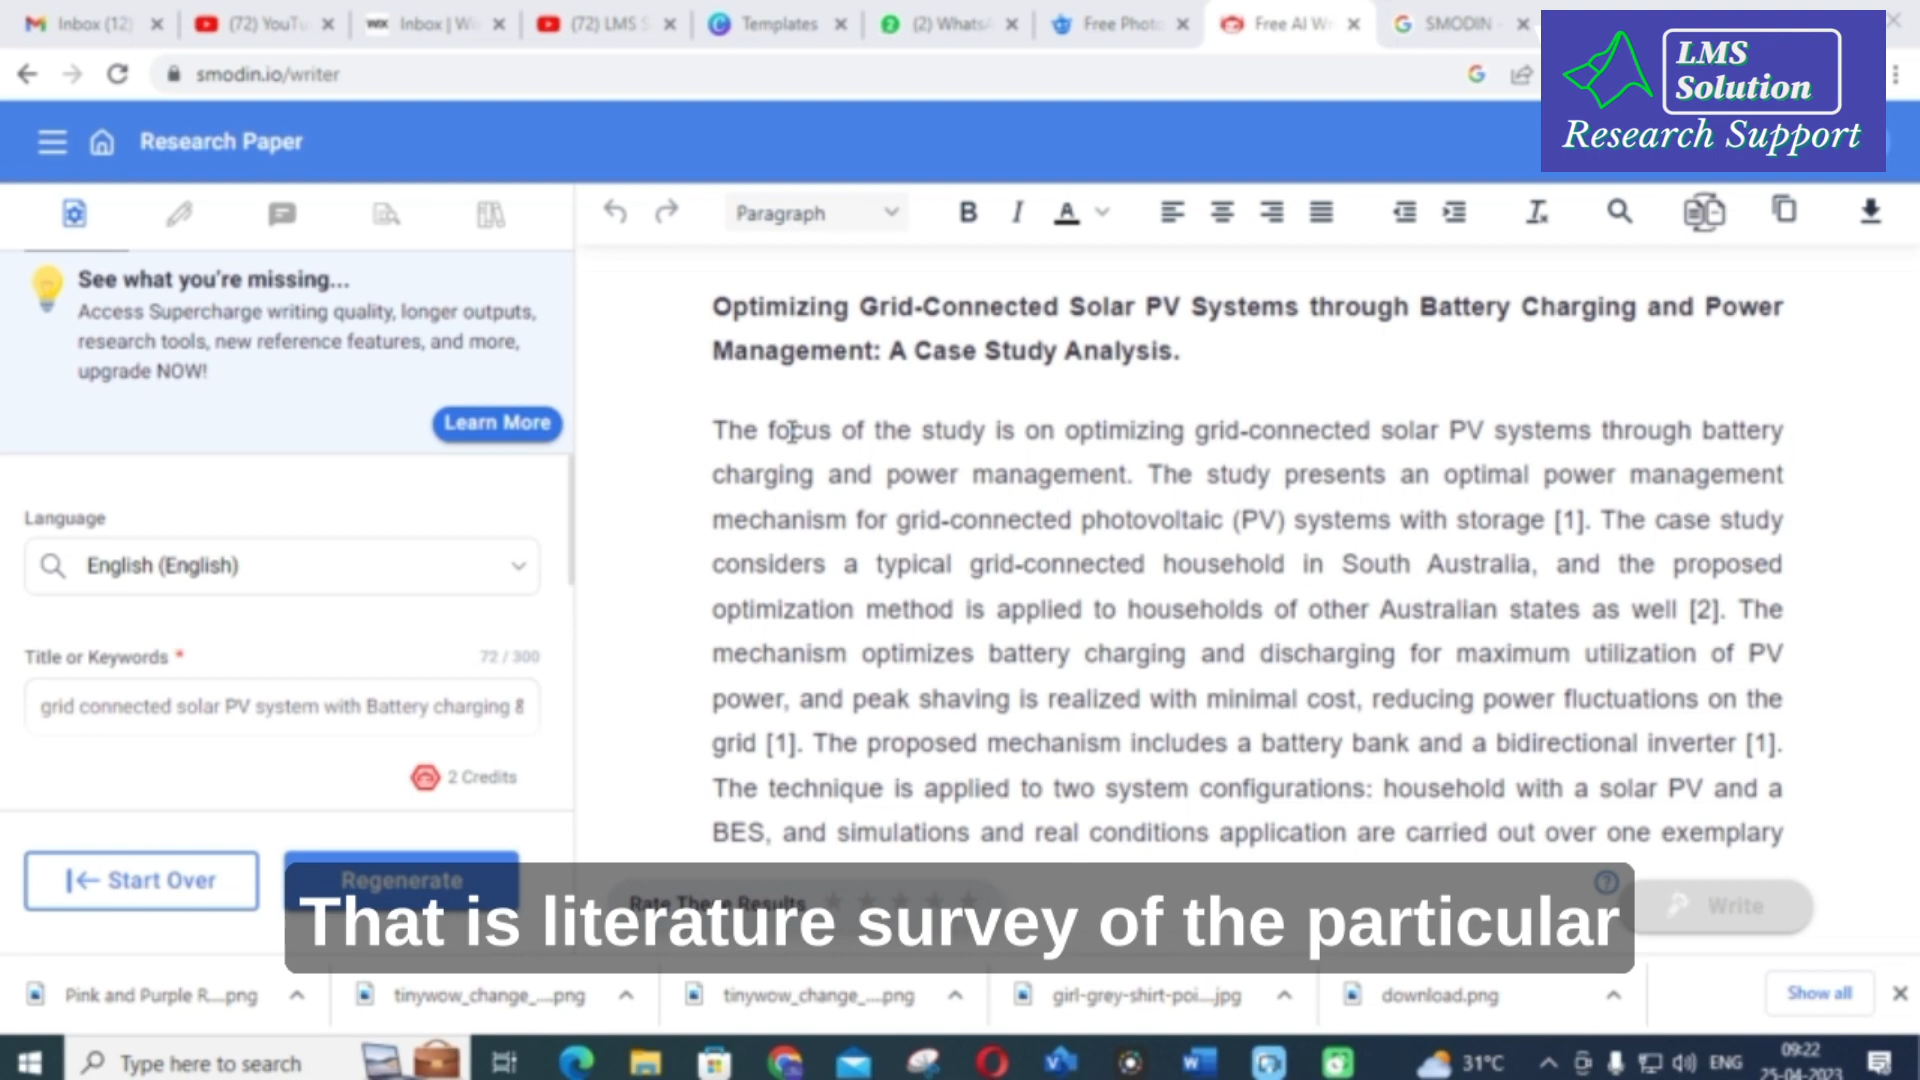 Inbox (12)
(72) YouTu
WIX Inbox | Wi
(72) LMS S
Templates
(2) Whats
Free Photo
Free AI Wr
SMODIN
smodin.io/writer
LMS
Solution
Research Support
Research Paper
Paragraph
See what you're missing...
Access Supercharge writing quality, longer outputs,
research tools, new reference features, and more,
upgrade NOW!
Learn More
Language
English (English)
Title or Keywords *
72 / 300
grid connected solar PV system with Battery charging &
2 Credits
Start Over
Regenerate
Optimizing Grid-Connected Solar PV Systems through Battery Charging and Power
Management: A Case Study Analysis.
The focus of the study is on optimizing grid-connected solar PV systems through battery
charging and power management. The study presents an optimal power management
mechanism for grid-connected photovoltaic (PV) systems with storage [1]. The case study
considers a typical grid-connected household in South Australia, and the proposed
optimization method is applied to households of other Australian states as well [2]. The
mechanism optimizes battery charging and discharging for maximum utilization of PV
power, and peak shaving is realized with minimal cost, reducing power fluctuations on the
grid [1]. The proposed mechanism includes a battery bank and a bidirectional inverter [1].
The technique is applied to two system configurations: household with a solar PV and a
BES, and simulations and real conditions application are carried out over one exemplary
Rate These Results
Write
That is literature survey of the particular
Pink and Purple R....png
tinywow_change_....png
tinywow_change_....png
girl-grey-shirt-poi...jpg
download.png
Show all
Type here to search
31°C
ENG
09:22
25-04-2023